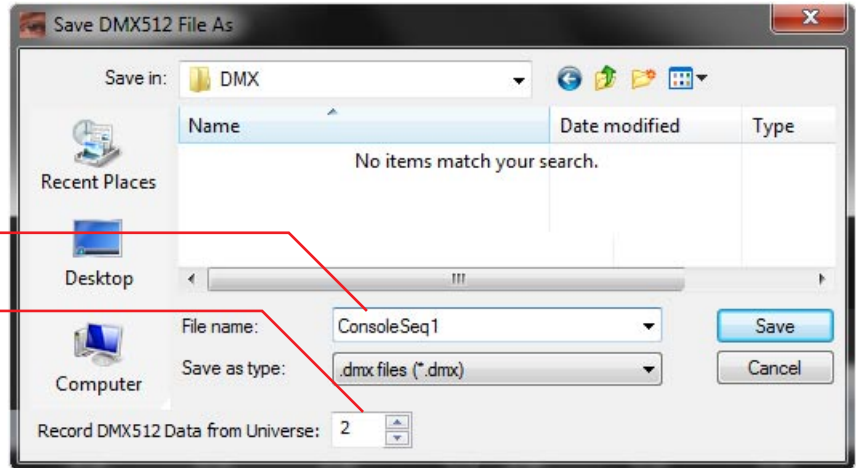 Save DMX512 File As
Save in: DMX
Name Date modified Type
No items match your search.
Recent Places
Desktop
Computer
File name: ConsoleSeq1 Save
Save as type: .dmx files (*.dmx) Cancel
Record DMX512 Data from Universe: 2